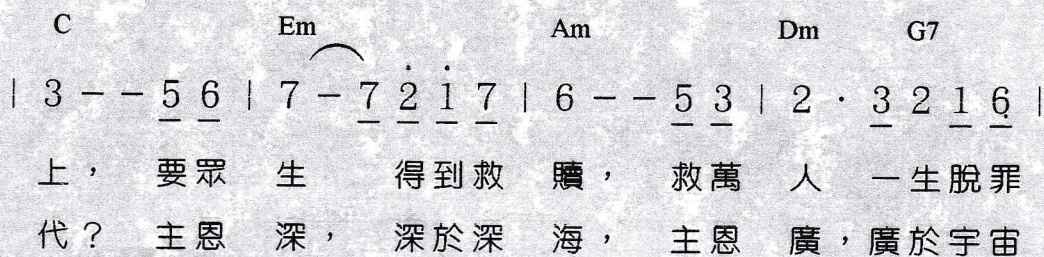 C Em Am Dm G7
| 3 – – 5 6 | 7 – 7 2̇ 1̇ 7 | 6 – – 5 3 | 2 · 3 2 1 6̣ |
上， 要眾 生 得到救 贖， 救萬 人 一生脫罪
代？ 主恩 深， 深於深 海， 主恩 廣，廣於宇宙